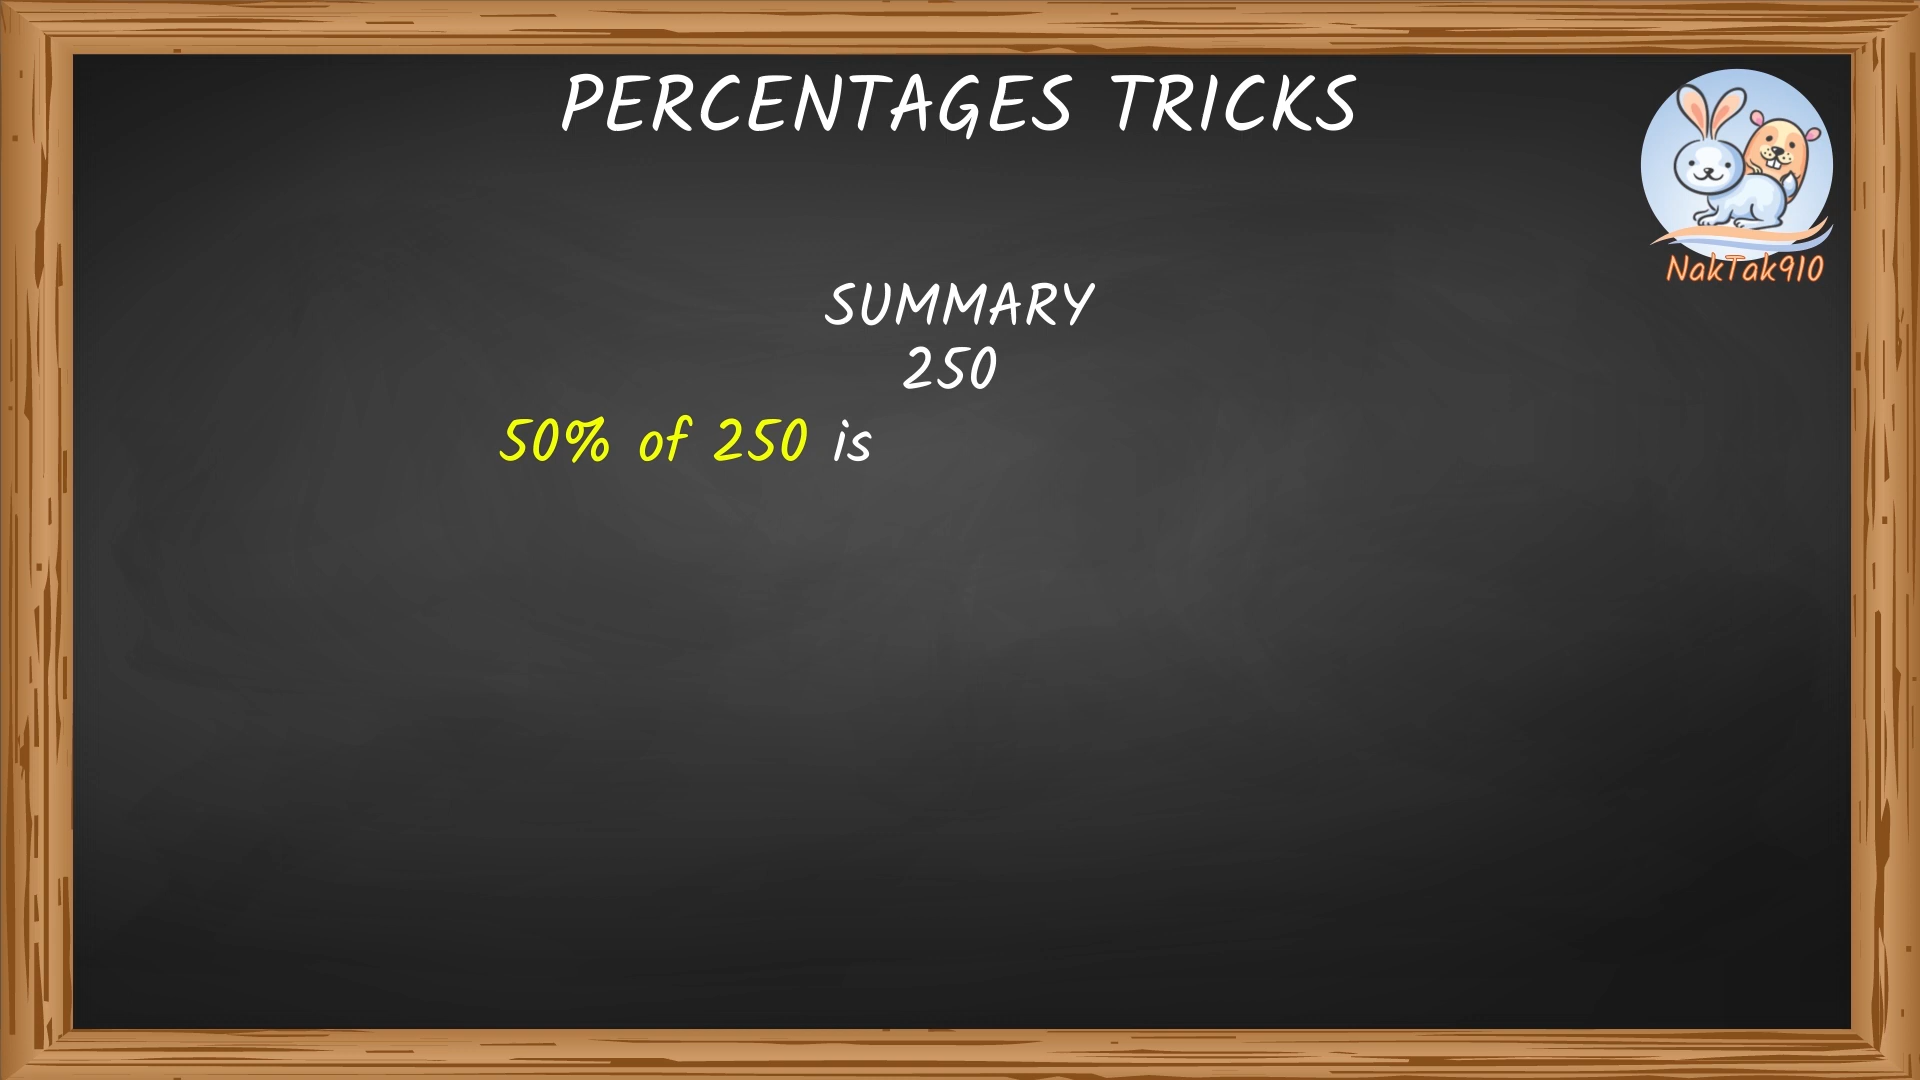 PERCENTAGES TRICKS
NakTak910
SUMMARY
250
50% of 250 is